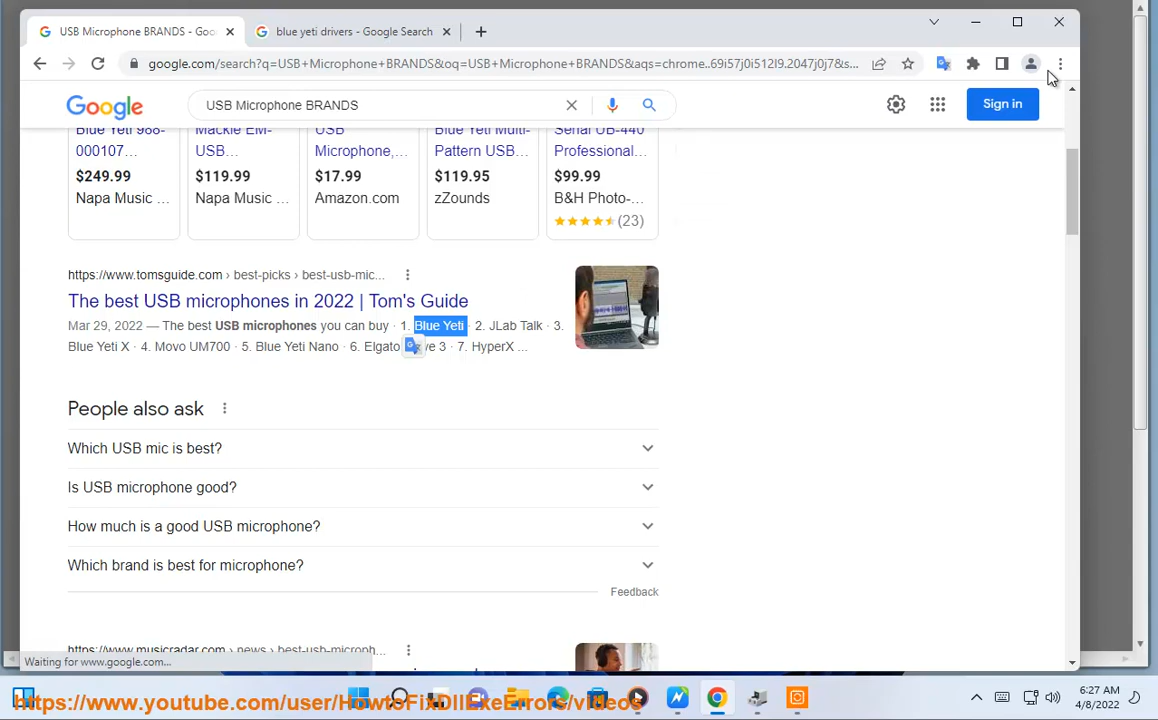 USB Microphone BRANDS - Goo
blue yeti drivers - Google Search
google.com/search?q=USB+Microphone+BRANDS&oq=USB+Microphone+BRANDS&aqs=chrome..69i57j0i512l9.2047j0j7&s...
Google
USB Microphone BRANDS
Sign in
Blue Yeti 988-
000107...
$249.99
Napa Music ...
Mackie EM-
USB...
$119.99
Napa Music ...
USB
Microphone,...
$17.99
Amazon.com
Blue Yeti Multi-
Pattern USB...
$119.95
zZounds
Serial UB-440
Professional...
$99.99
B&H Photo-...
(23)
https://www.tomsguide.com › best-picks › best-usb-mic...
The best USB microphones in 2022 | Tom's Guide
Mar 29, 2022 — The best USB microphones you can buy · 1. Blue Yeti · 2. JLab Talk · 3.
Blue Yeti X · 4. Movo UM700 · 5. Blue Yeti Nano · 6. Elgato ve 3 · 7. HyperX ...
People also ask
Which USB mic is best?
Is USB microphone good?
How much is a good USB microphone?
Which brand is best for microphone?
Feedback
https://www.musicradar.com › news › best-usb-microph...
Waiting for www.google.com...
https://www.youtube.com/user/HowtoFixDllExeErrors/videos
6:27 AM
4/8/2022